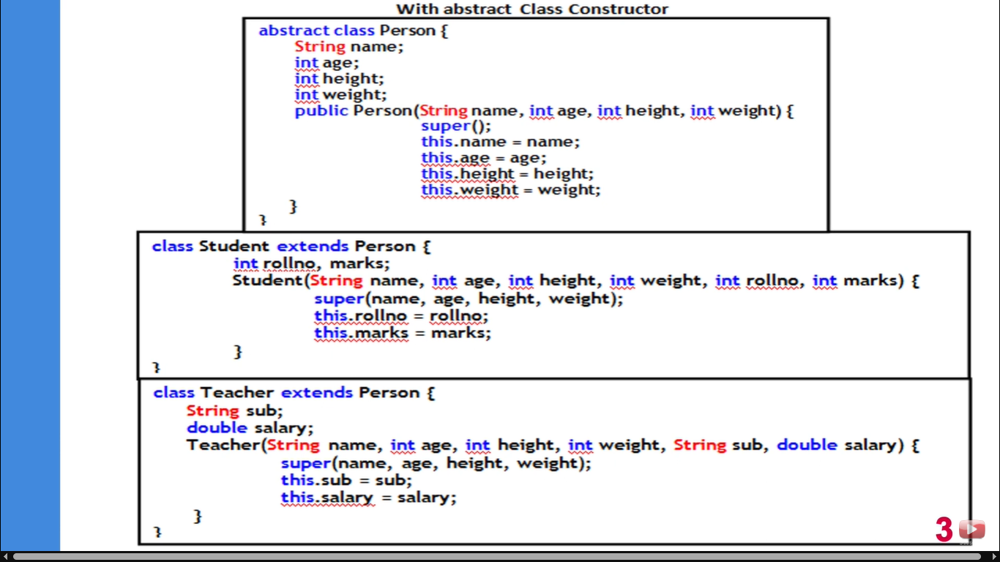 With abstract Class Constructor
abstract class Person {
String name;
int age;
int height;
int weight;
public Person(String name, int age, int height, int weight) {
super();
this.name = name;
this.age = age;
this.height = height;
this.weight = weight;
}
}
class Student extends Person {
int rollno, marks;
Student(String name, int age, int height, int weight, int rollno, int marks) {
super(name, age, height, weight);
this.rollno = rollno;
this.marks = marks;
}
}
class Teacher extends Person {
String sub;
double salary;
Teacher(String name, int age, int height, int weight, String sub, double salary) {
super(name, age, height, weight);
this.sub = sub;
this.salary = salary;
}
}
3